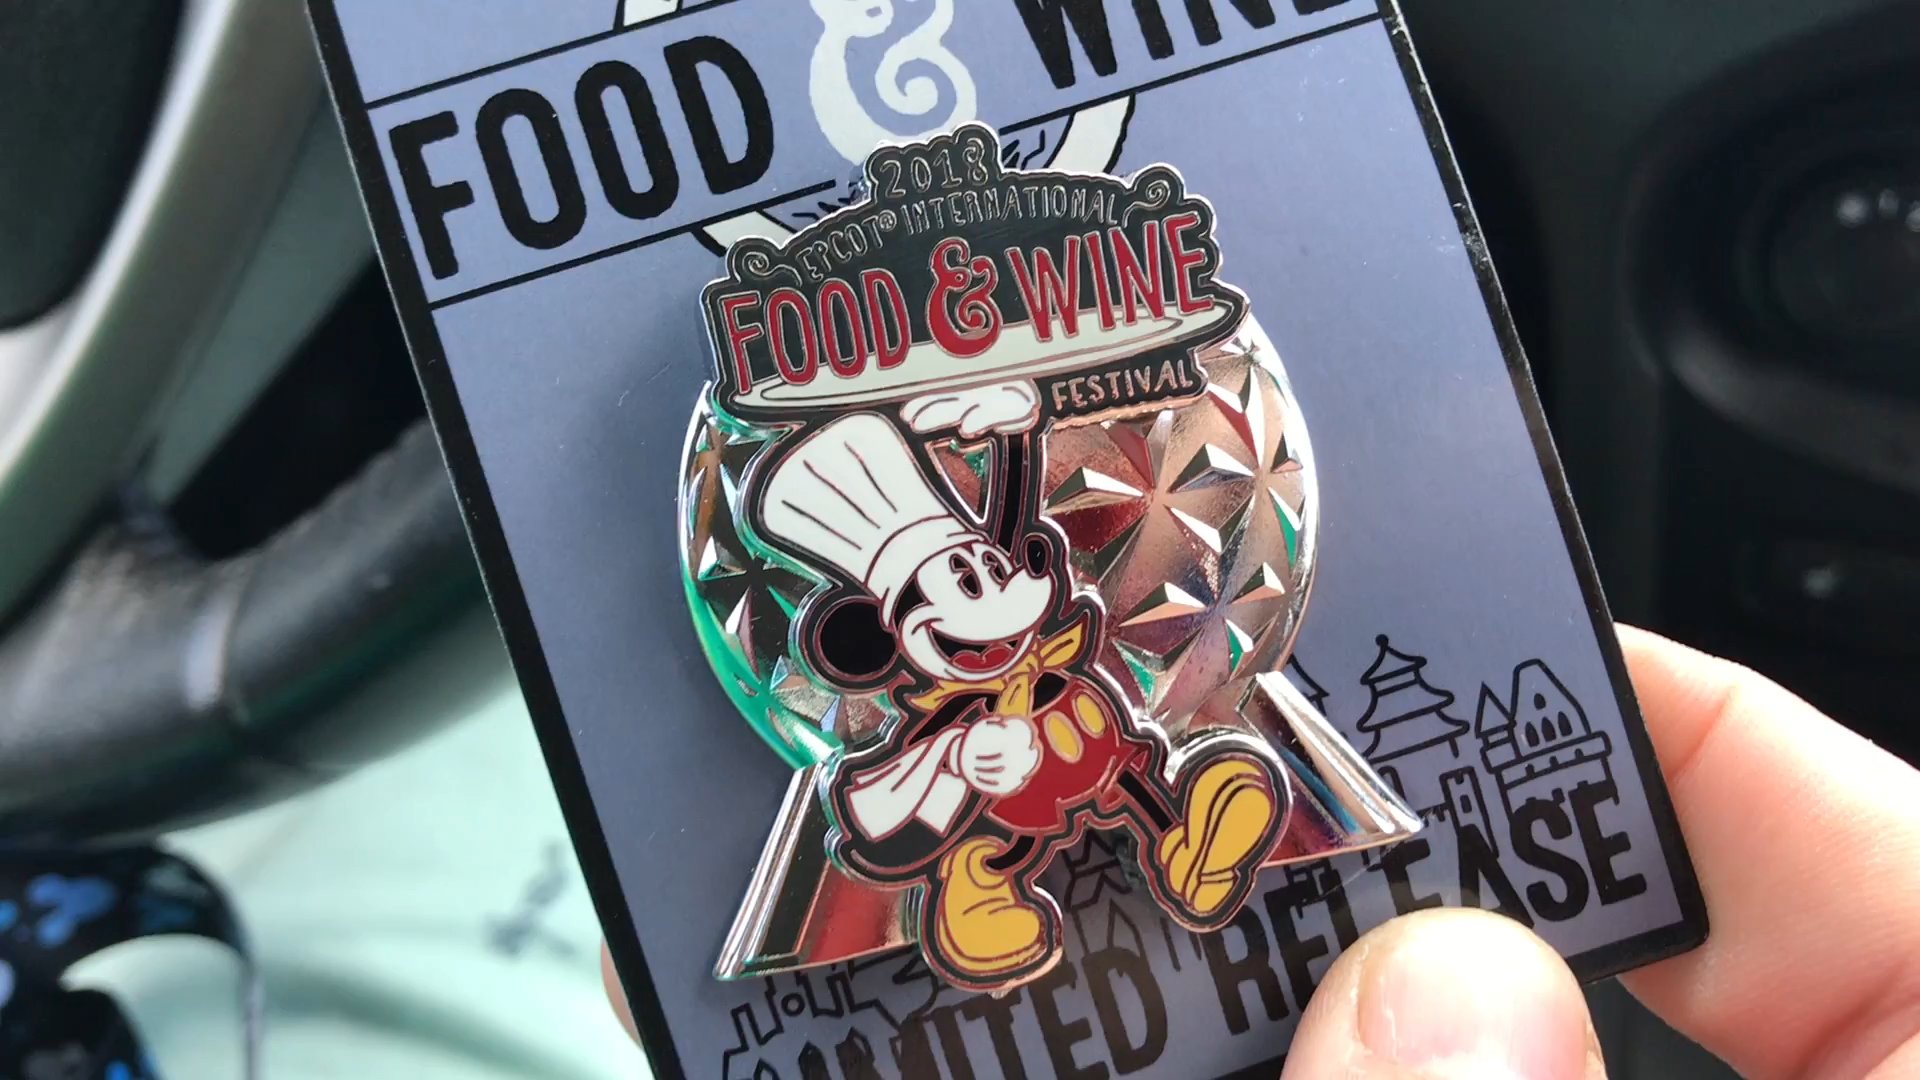 FOOD & WINE
2018
EPCOT® INTERNATIONAL
FOOD & WINE
FESTIVAL
LIMITED RELEASE